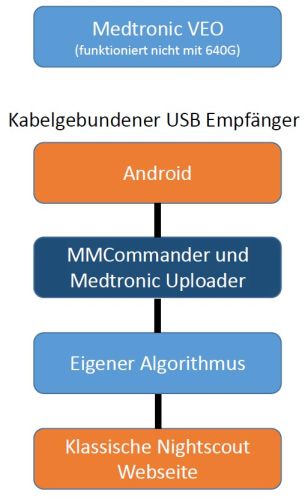 Medtronic VEO
(funktioniert nicht mit 640G)
Kabelgebundener USB Empfänger
Android
MMCommander und
Medtronic Uploader
Eigener Algorithmus
Klassische Nightscout
Webseite